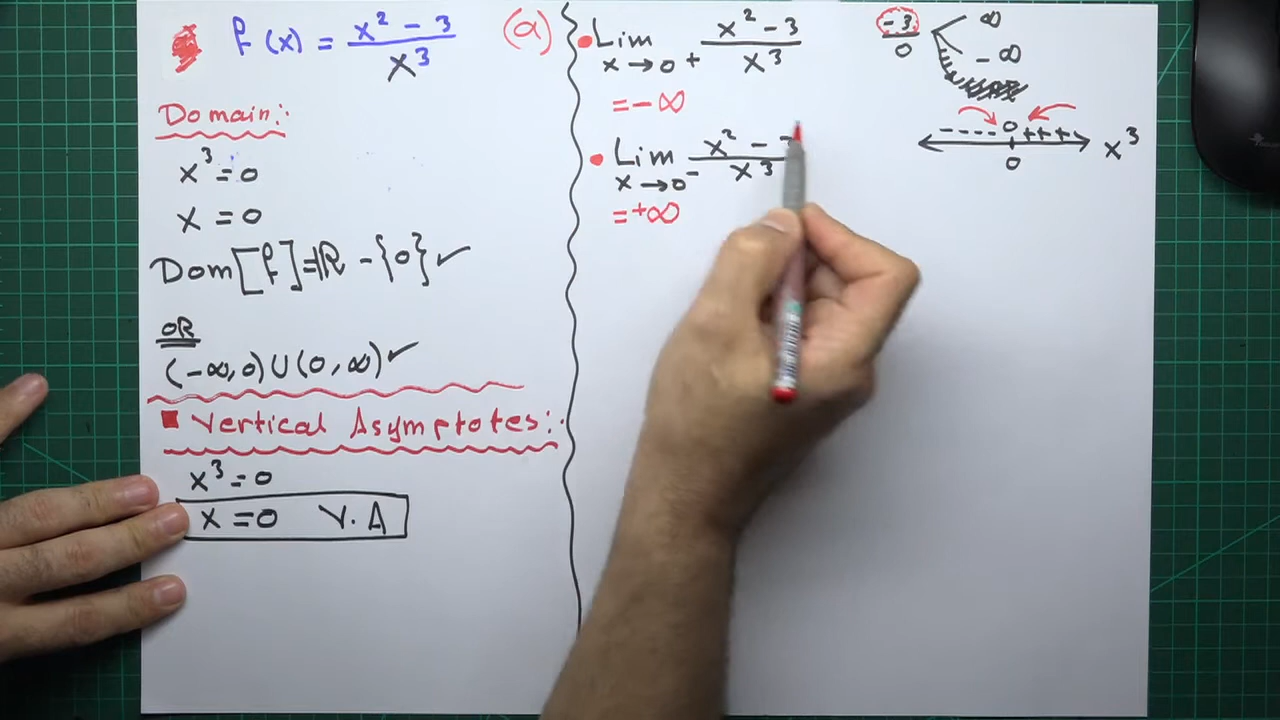 f(x) = x² - 3 / x³
(a)
Domain:
x³ = 0
x = 0
Dom[f] = ℝ - {0} ✓
OR
(-∞, 0) ∪ (0, ∞) ✓
Vertical Asymptotes:
x³ = 0
x = 0 V.A
Lim x→0⁺ x² - 3 / x³
= -∞
Lim x→0⁻ x² - / x³
= +∞
-3 / 0
∞
-∞
---- 0 +++
0
x³